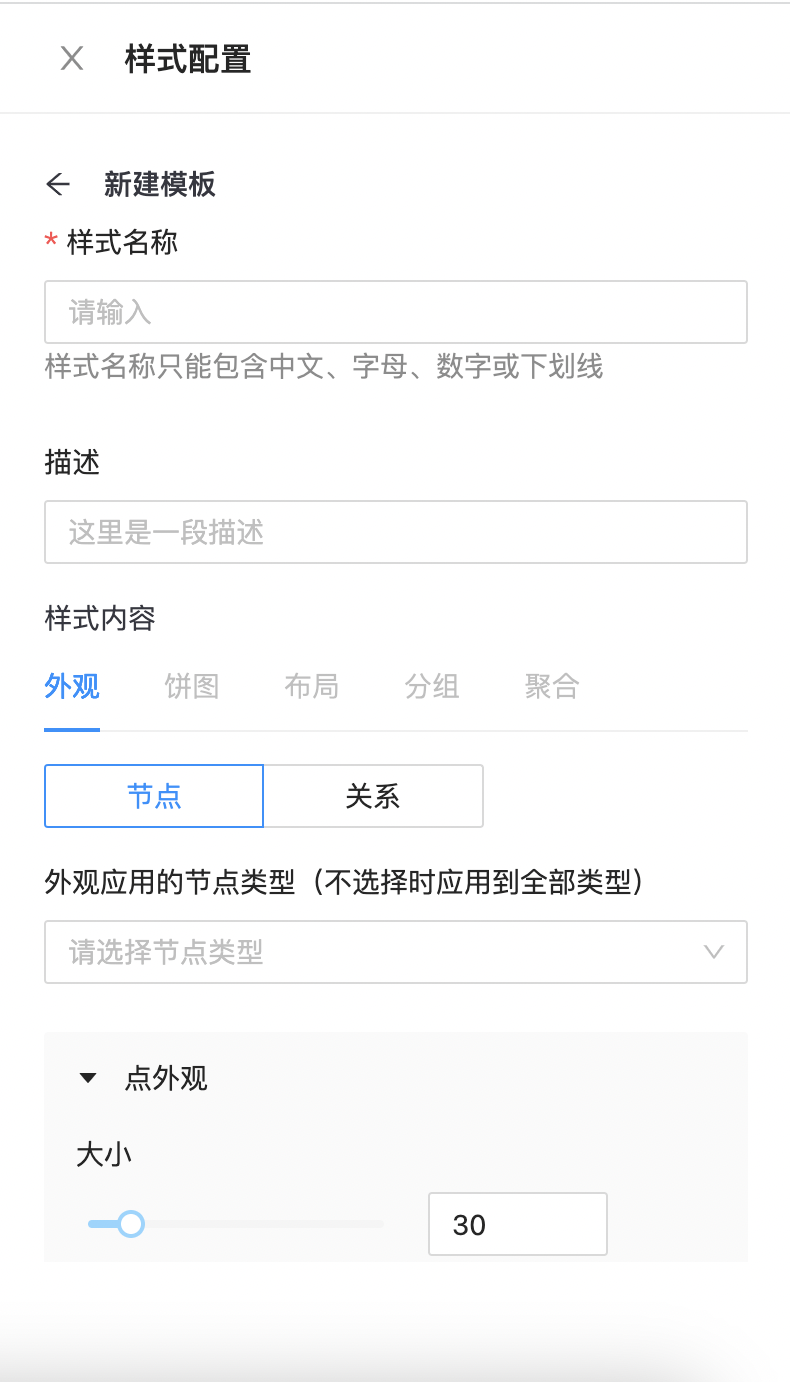 样式配置
新建模板
* 样式名称
请输入
样式名称只能包含中文、字母、数字或下划线
描述
这里是一段描述
样式内容
外观 饼图 布局 分组 聚合
节点 关系
外观应用的节点类型（不选择时应用到全部类型）
请选择节点类型
点外观
大小
30